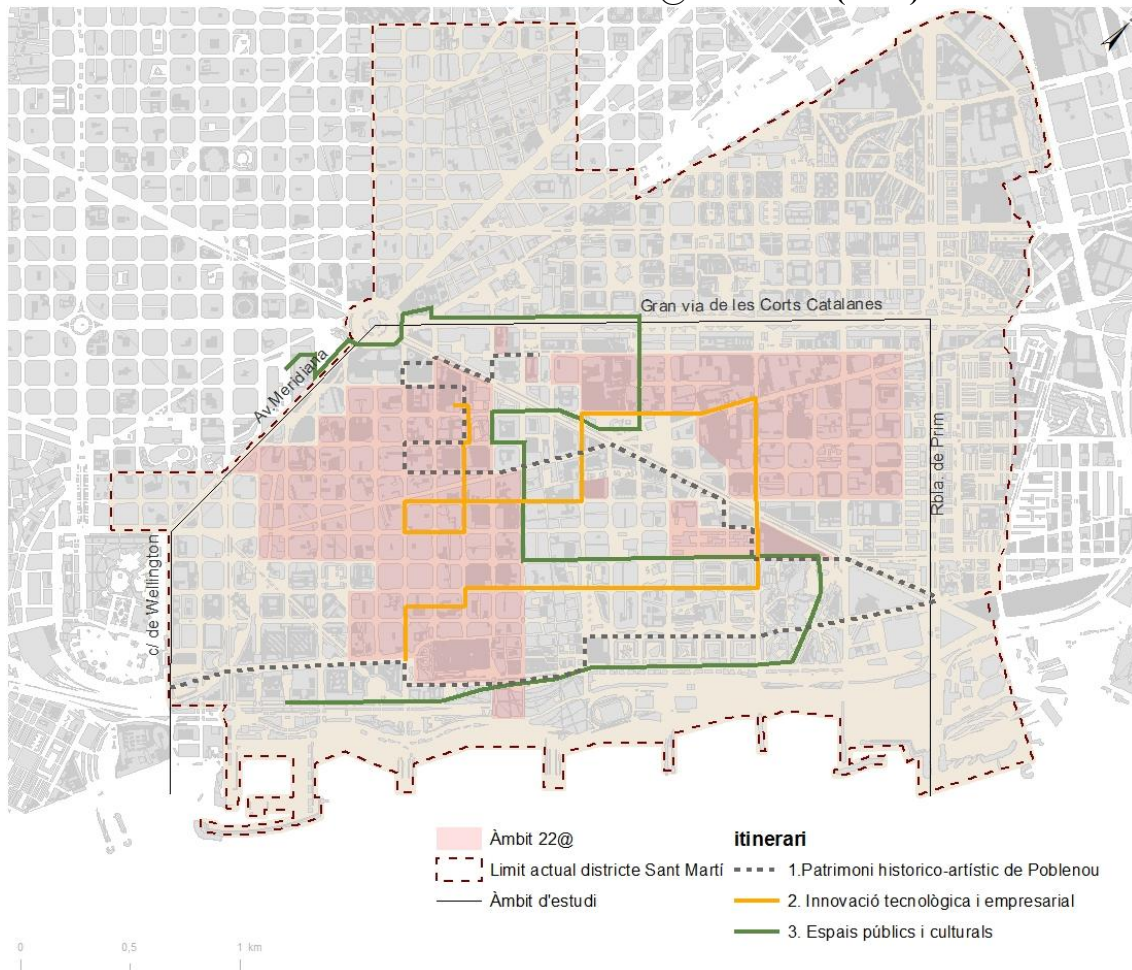 Gran via de les Corts Catalanes
Av.Meridiana
Rbla de Prim
c/ de Wellington
Àmbit 22@
Limit actual districte Sant Martí
Àmbit d'estudi
itinerari
1.Patrimoni historico-artístic de Poblenou
2. Innovació tecnològica i empresarial
3. Espais públics i culturals
0 0,5 1 km